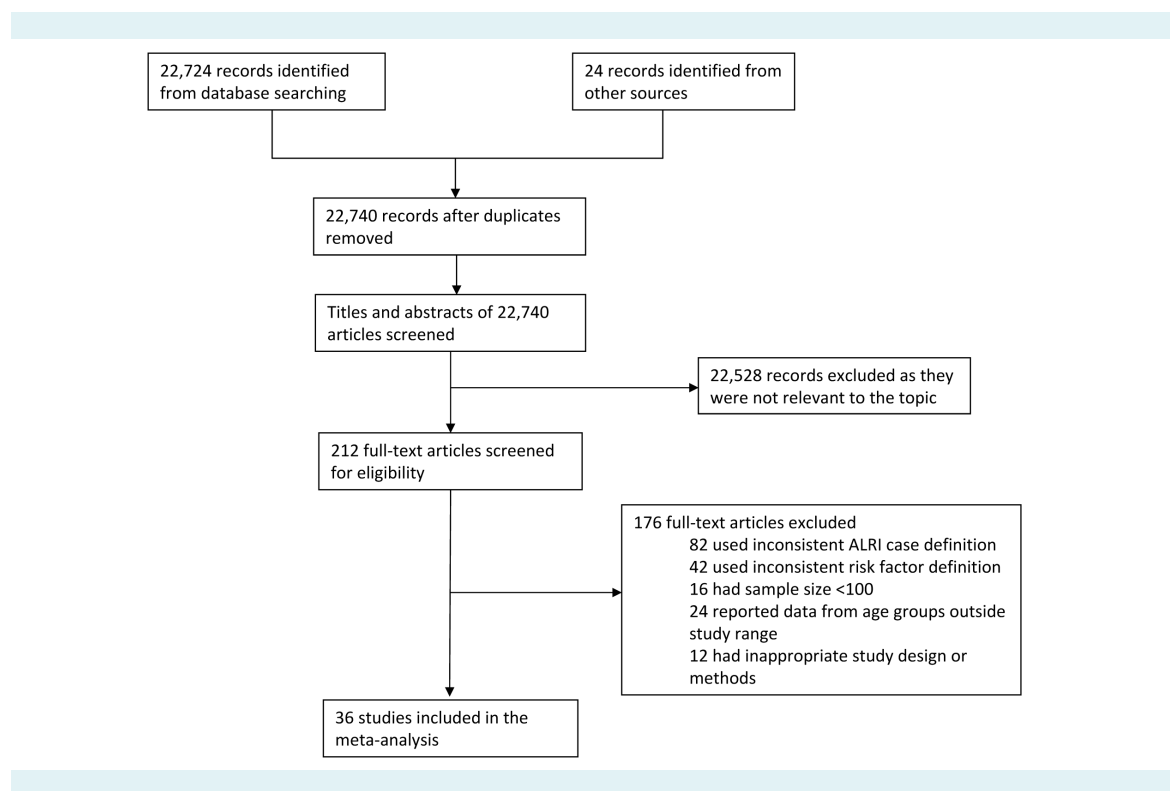 22,724 records identified
from database searching
24 records identified from
other sources
22,740 records after duplicates
removed
Titles and abstracts of 22,740
articles screened
22,528 records excluded as they
were not relevant to the topic
212 full-text articles screened
for eligibility
176 full-text articles excluded
82 used inconsistent ALRI case definition
42 used inconsistent risk factor definition
16 had sample size <100
24 reported data from age groups outside
study range
12 had inappropriate study design or
methods
36 studies included in the
meta-analysis